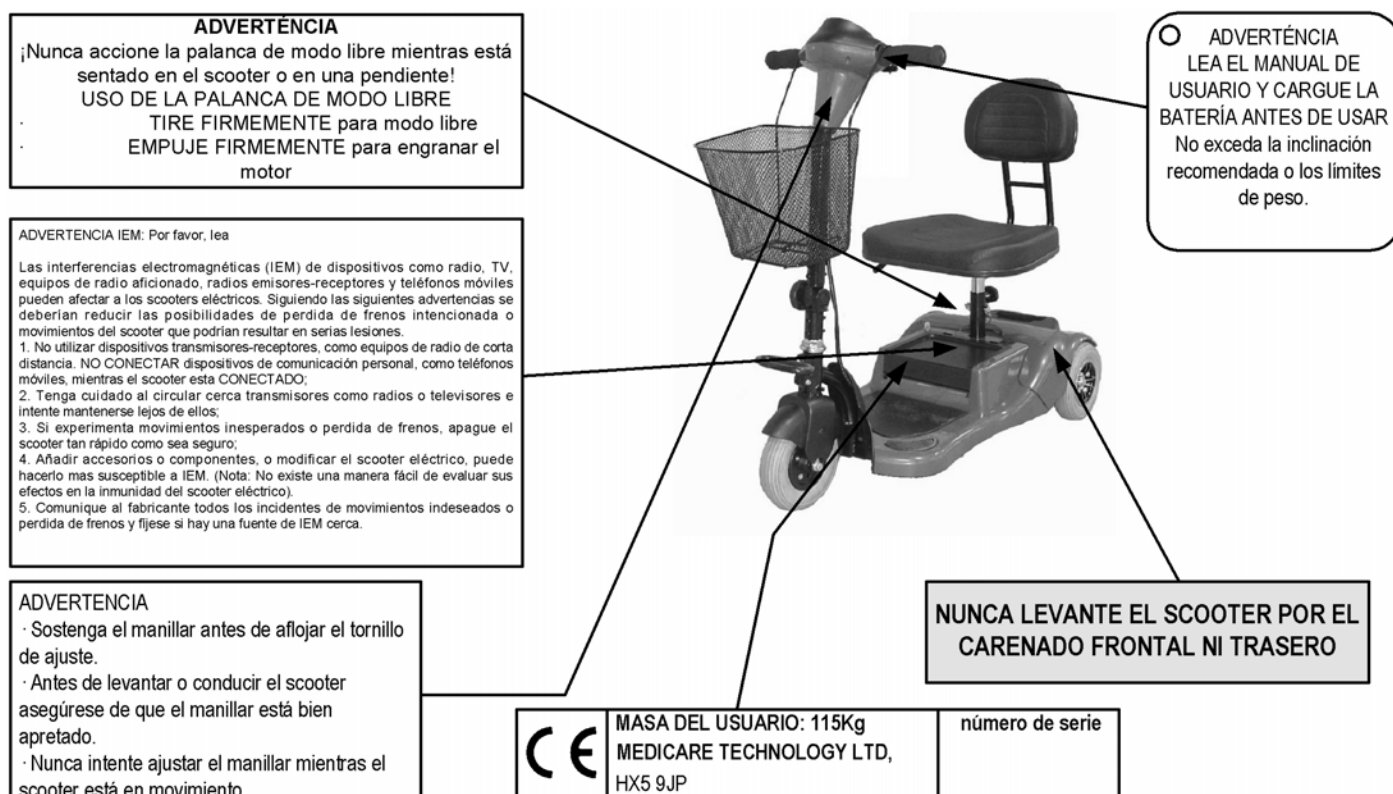 ADVERTÉNCIA
¡Nunca accione la palanca de modo libre mientras está
sentado en el scooter o en una pendiente!
USO DE LA PALANCA DE MODO LIBRE
· TIRE FIRMEMENTE para modo libre
· EMPUJE FIRMEMENTE para engranar el
motor
ADVERTÉNCIA
LEA EL MANUAL DE
USUARIO Y CARGUE LA
BATERÍA ANTES DE USAR
No exceda la inclinación
recomendada o los límites
de peso.
ADVERTENCIA IEM: Por favor, lea
Las interferencias electromagnéticas (IEM) de dispositivos como radio, TV,
equipos de radio aficionado, radios emisores-receptores y teléfonos móviles
pueden afectar a los scooters eléctricos. Siguiendo las siguientes advertencias se
deberían reducir las posibilidades de perdida de frenos intencionada o
movimientos del scooter que podrían resultar en serias lesiones.
1. No utilizar dispositivos transmisores-receptores, como equipos de radio de corta
distancia. NO CONECTAR dispositivos de comunicación personal, como teléfonos
móviles, mientras el scooter esta CONECTADO;
2. Tenga cuidado al circular cerca transmisores como radios o televisores e
intente mantenerse lejos de ellos;
3. Si experimenta movimientos inesperados o perdida de frenos, apague el
scooter tan rápido como sea seguro;
4. Añadir accesorios o componentes, o modificar el scooter eléctrico, puede
hacerlo mas susceptible a IEM. (Nota: No existe una manera fácil de evaluar sus
efectos en la inmunidad del scooter eléctrico).
5. Comunique al fabricante todos los incidentes de movimientos indeseados o
perdida de frenos y fíjese si hay una fuente de IEM cerca.
ADVERTENCIA
· Sostenga el manillar antes de aflojar el tornillo
de ajuste.
· Antes de levantar o conducir el scooter
asegúrese de que el manillar está bien
apretado.
· Nunca intente ajustar el manillar mientras el
scooter está en movimiento
NUNCA LEVANTE EL SCOOTER POR EL
CARENADO FRONTAL NI TRASERO
CE
MASA DEL USUARIO: 115Kg
MEDICARE TECHNOLOGY LTD,
HX5 9JP
número de serie